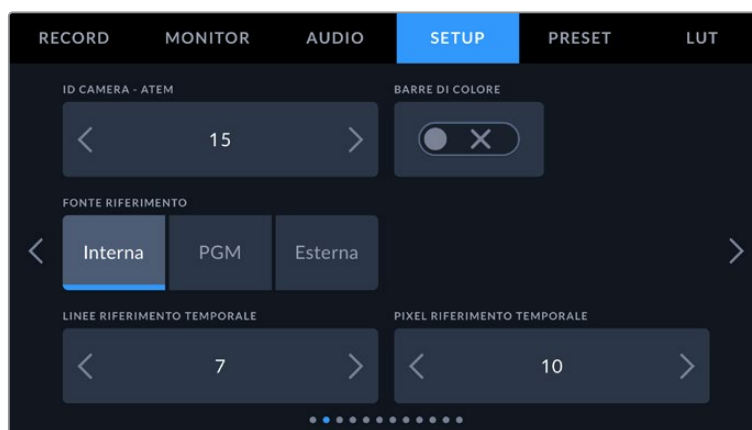 RECORD MONITOR AUDIO SETUP PRESET LUT
ID CAMERA - ATEM BARRE DI COLORE
15
FONTE RIFERIMENTO
Interna PGM Esterna
LINEE RIFERIMENTO TEMPORALE PIXEL RIFERIMENTO TEMPORALE
7 10